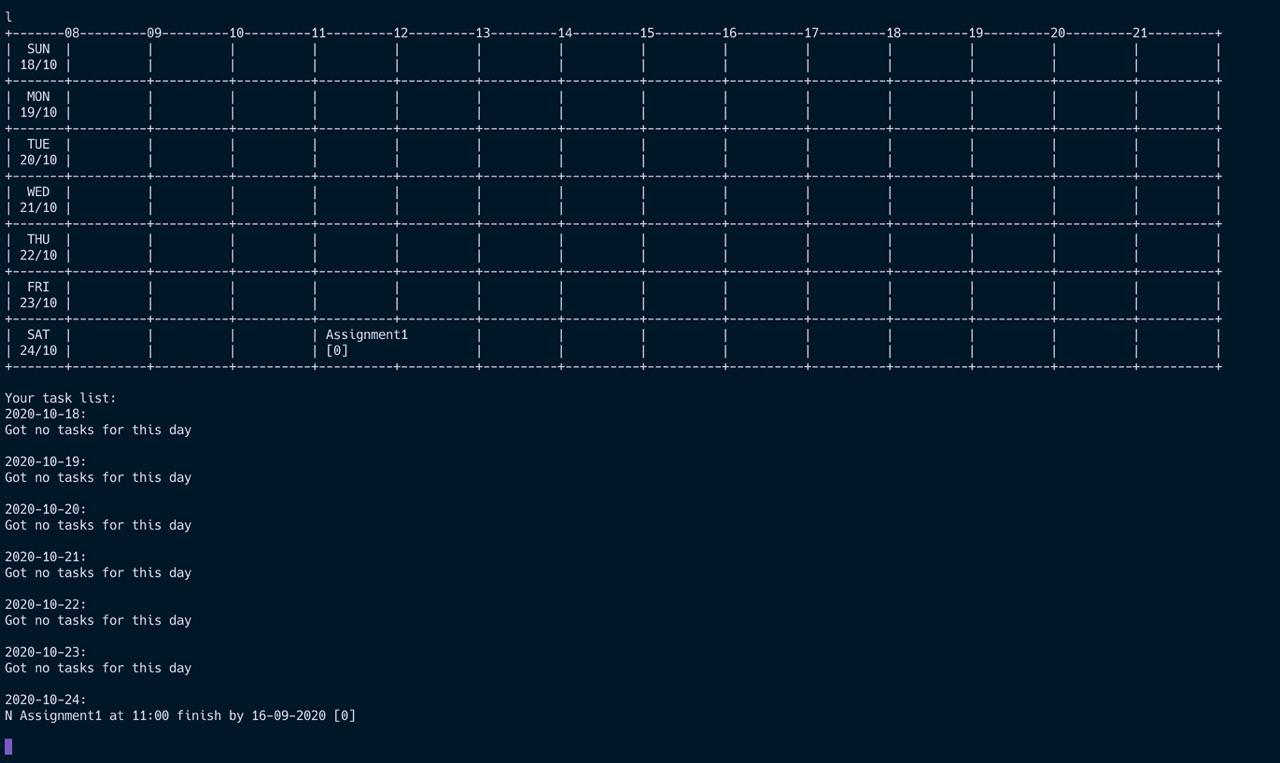 l
+-------08----------09---------10---------11---------12---------13---------14---------15---------16---------17---------18---------19---------20---------21----------+
| SUN | | | | | | | | | | | | | | |
| 18/10 | | | | | | | | | | | | | | |
+-------+----------+----------+----------+----------+----------+----------+----------+----------+----------+----------+----------+----------+----------+----------+
| MON | | | | | | | | | | | | | | |
| 19/10 | | | | | | | | | | | | | | |
+-------+----------+----------+----------+----------+----------+----------+----------+----------+----------+----------+----------+----------+----------+----------+
| TUE | | | | | | | | | | | | | | |
| 20/10 | | | | | | | | | | | | | | |
+-------+----------+----------+----------+----------+----------+----------+----------+----------+----------+----------+----------+----------+----------+----------+
| WED | | | | | | | | | | | | | | |
| 21/10 | | | | | | | | | | | | | | |
+-------+----------+----------+----------+----------+----------+----------+----------+----------+----------+----------+----------+----------+----------+----------+
| THU | | | | | | | | | | | | | | |
| 22/10 | | | | | | | | | | | | | | |
+-------+----------+----------+----------+----------+----------+----------+----------+----------+----------+----------+----------+----------+----------+----------+
| FRI | | | | | | | | | | | | | | |
| 23/10 | | | | | | | | | | | | | | |
+-------+----------+----------+----------+----------+----------+----------+----------+----------+----------+----------+----------+----------+----------+----------+
| SAT | | | | Assignment1 | | | | | | | | | |
| 24/10 | | | | [0] | | | | | | | | | |
+-------+----------+----------+----------+----------+----------+----------+----------+----------+----------+----------+----------+----------+----------+----------+
Your task list:
2020-10-18:
Got no tasks for this day
2020-10-19:
Got no tasks for this day
2020-10-20:
Got no tasks for this day
2020-10-21:
Got no tasks for this day
2020-10-22:
Got no tasks for this day
2020-10-23:
Got no tasks for this day
2020-10-24:
N Assignment1 at 11:00 finish by 16-09-2020 [0]